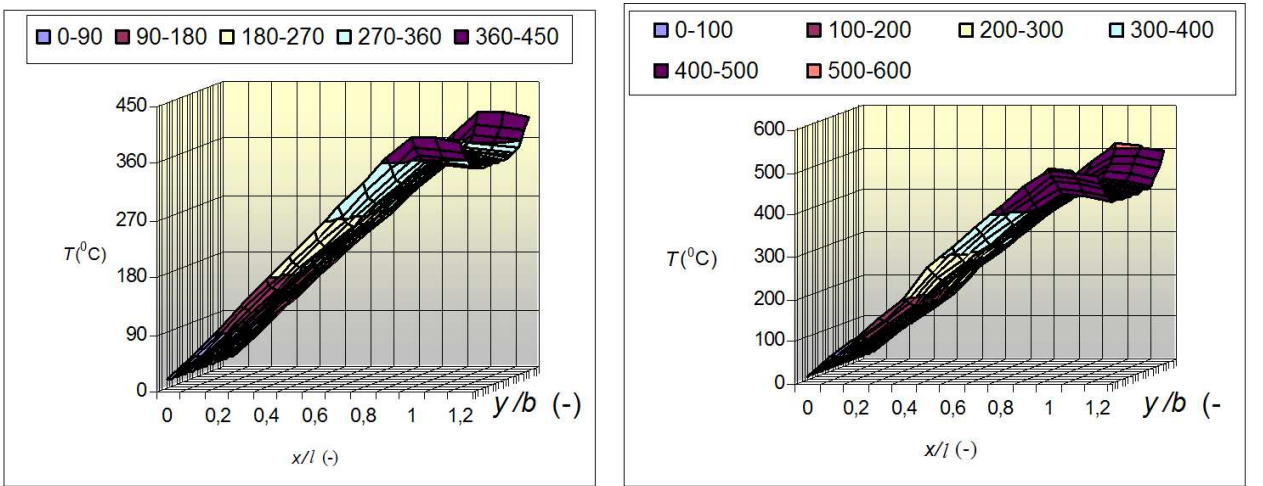 0-90 90-180 180-270 270-360 360-450
450
360
270
180
90
0
T(⁰C)
0 0,2 0,4 0,6 0,8 1 1,2
y/b (-)
x/l (-)
0-100 100-200 200-300 300-400
400-500 500-600
600
500
400
300
200
100
0
T(⁰C)
0 0,2 0,4 0,6 0,8 1 1,2
y/b (-
x/l (-)